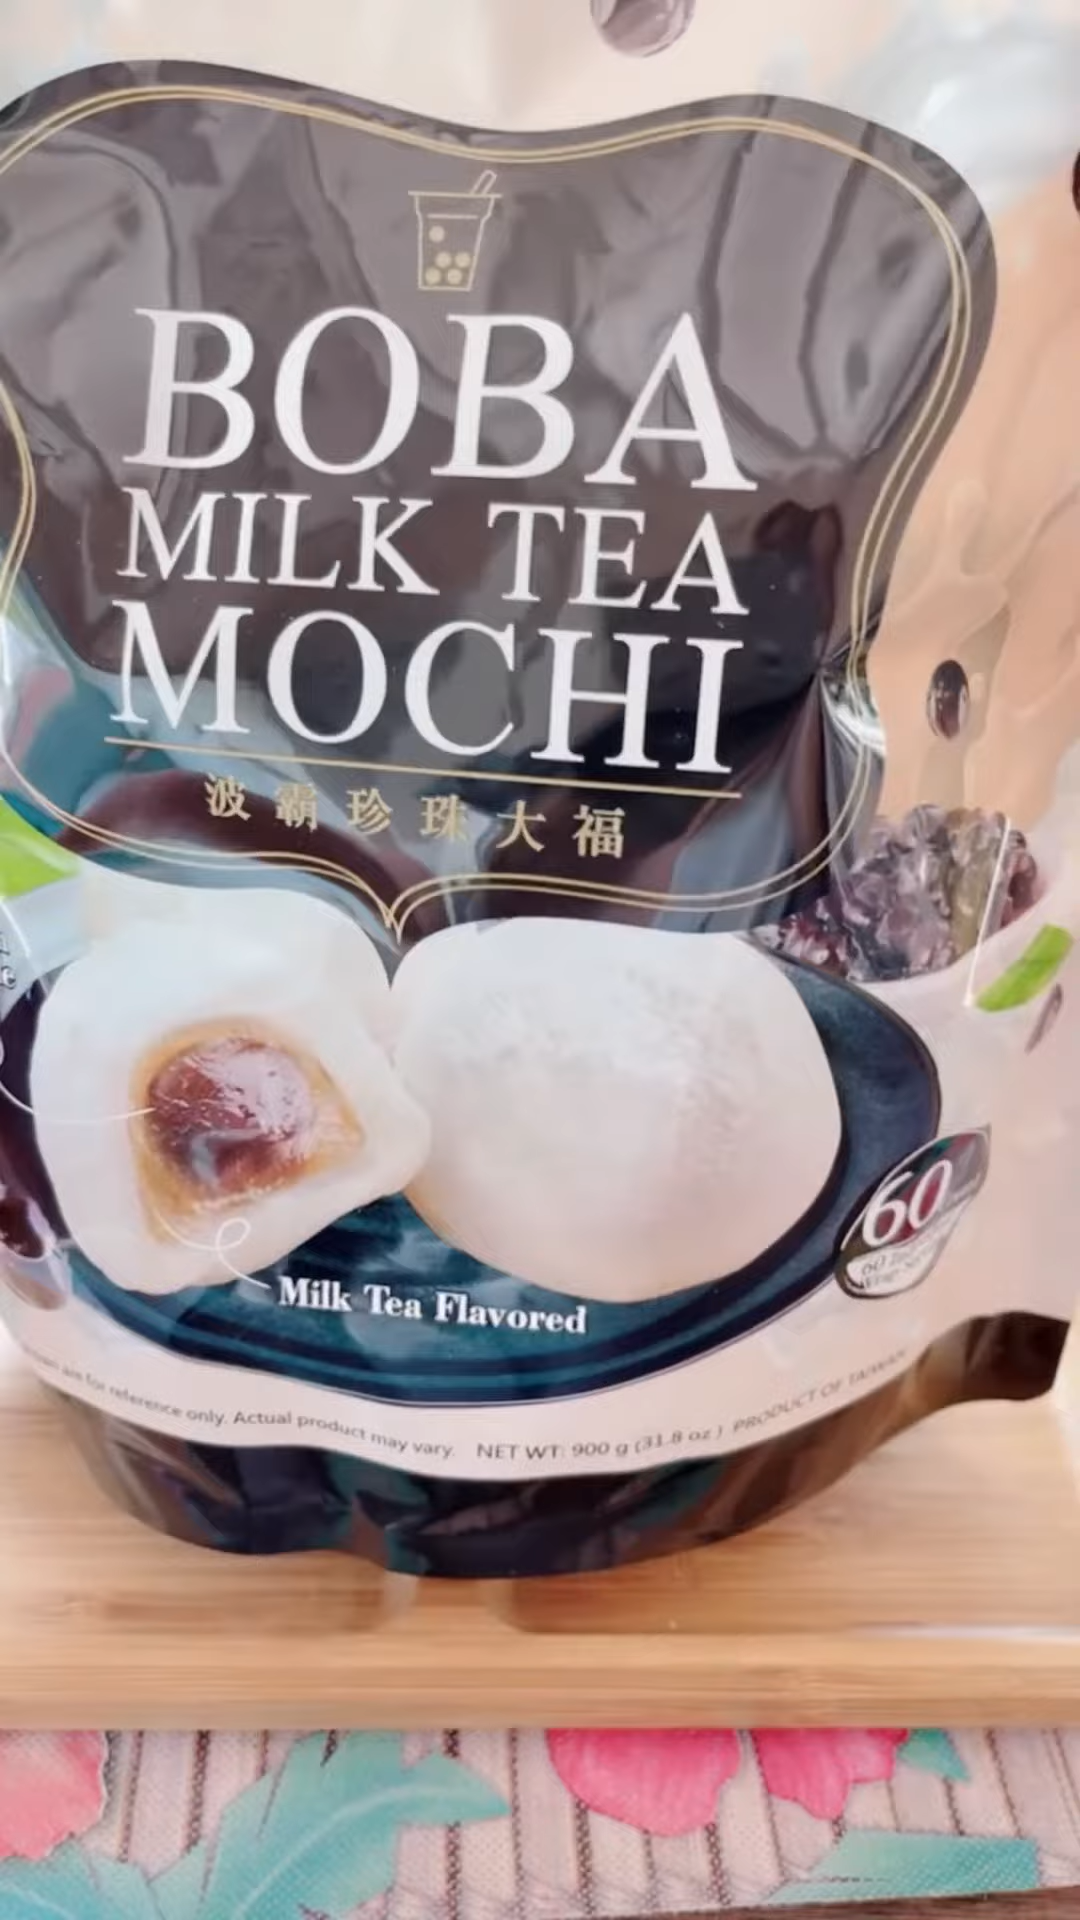 BOBA
MILK TEA
MOCHI
波霸珍珠大福
Milk Tea Flavored
60
are for reference only. Actual product may vary. NET WT: 900 g (31.8 oz) PRODUCT OF TAIWAN